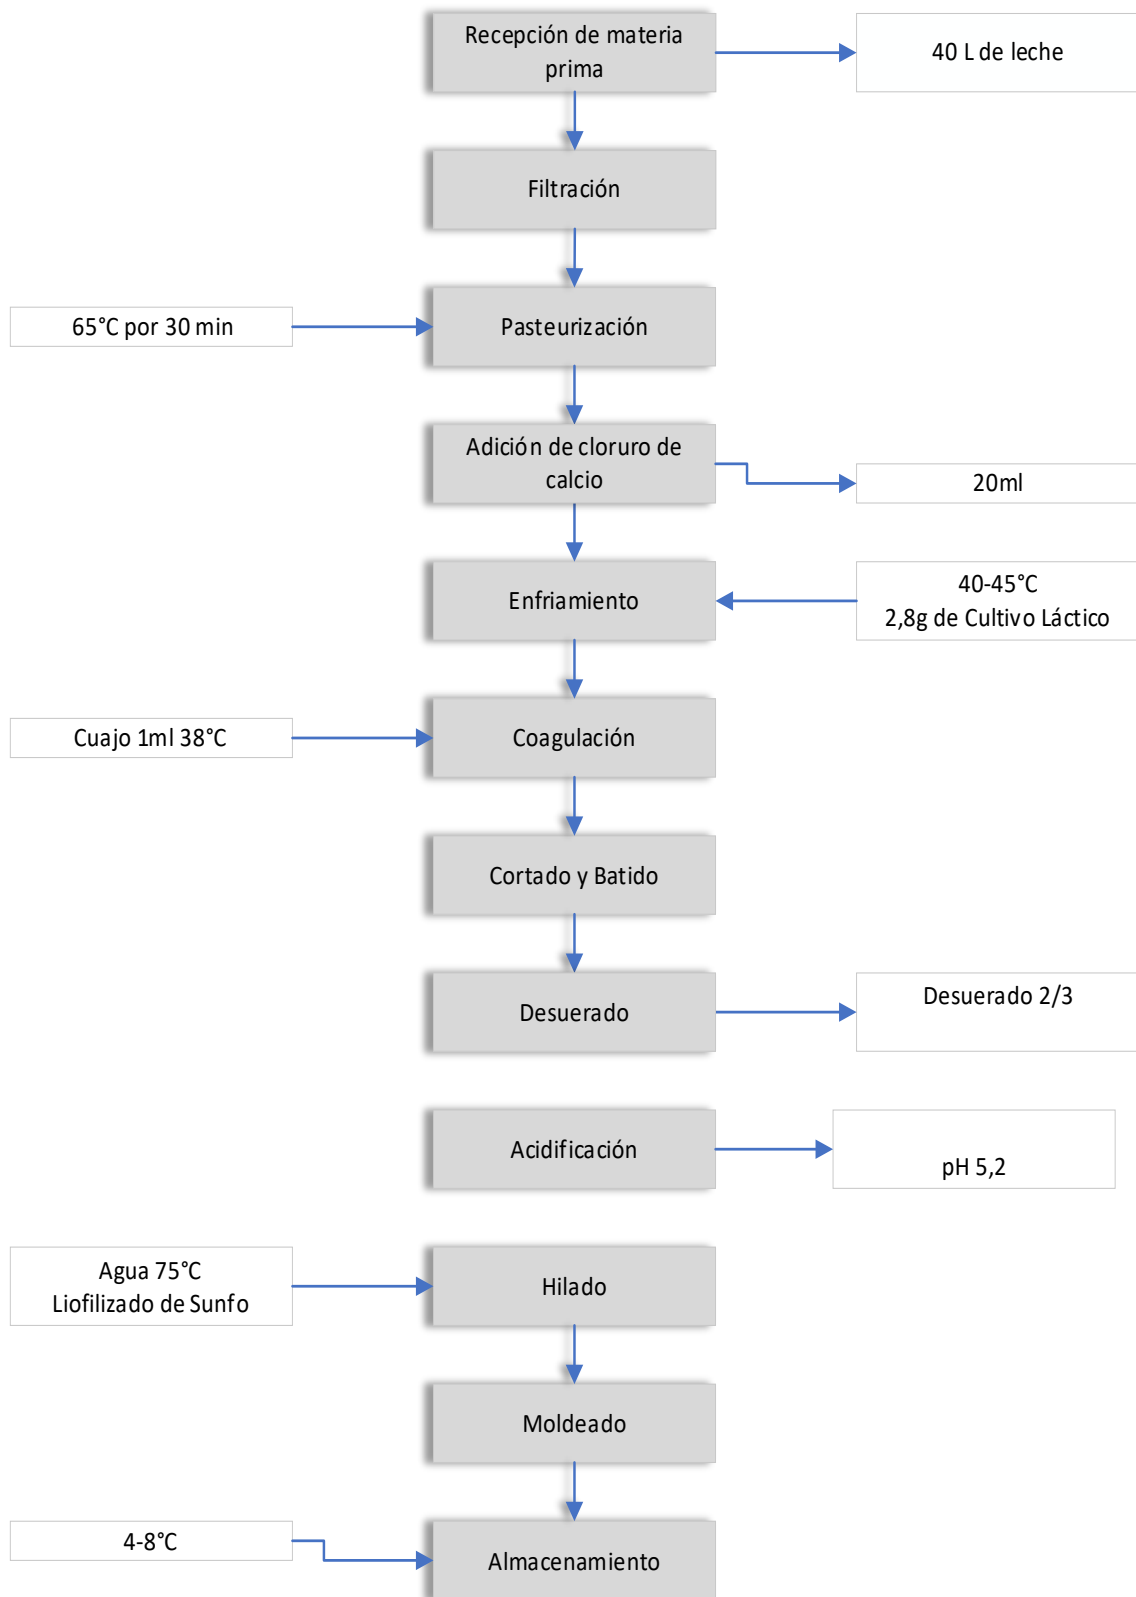 Recepción de materia
prima
40 L de leche
Filtración
65°C por 30 min
Pasteurización
Adición de cloruro de
calcio
20ml
Enfriamiento
40-45°C
2,8g de Cultivo Láctico
Cuajo 1ml 38°C
Coagulación
Cortado y Batido
Desuerado
Desuerado 2/3
Acidificación
pH 5,2
Agua 75°C
Liofilizado de Sunfo
Hilado
Moldeado
4-8°C
Almacenamiento